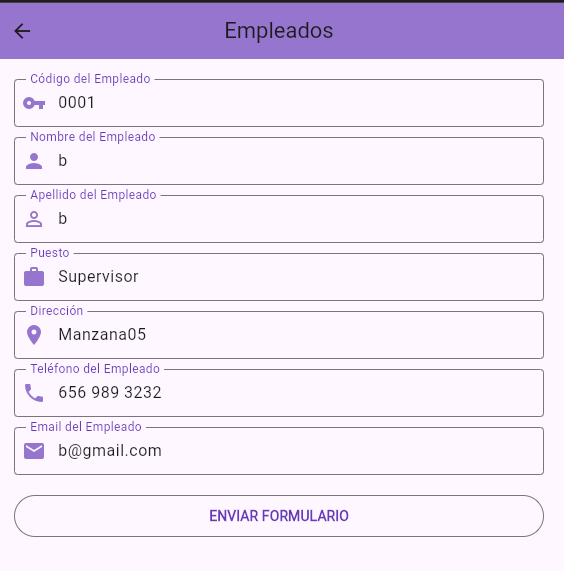 Empleados
Código del Empleado
0001
Nombre del Empleado
b
Apellido del Empleado
b
Puesto
Supervisor
Dirección
Manzana05
Teléfono del Empleado
656 989 3232
Email del Empleado
b@gmail.com
ENVIAR FORMULARIO